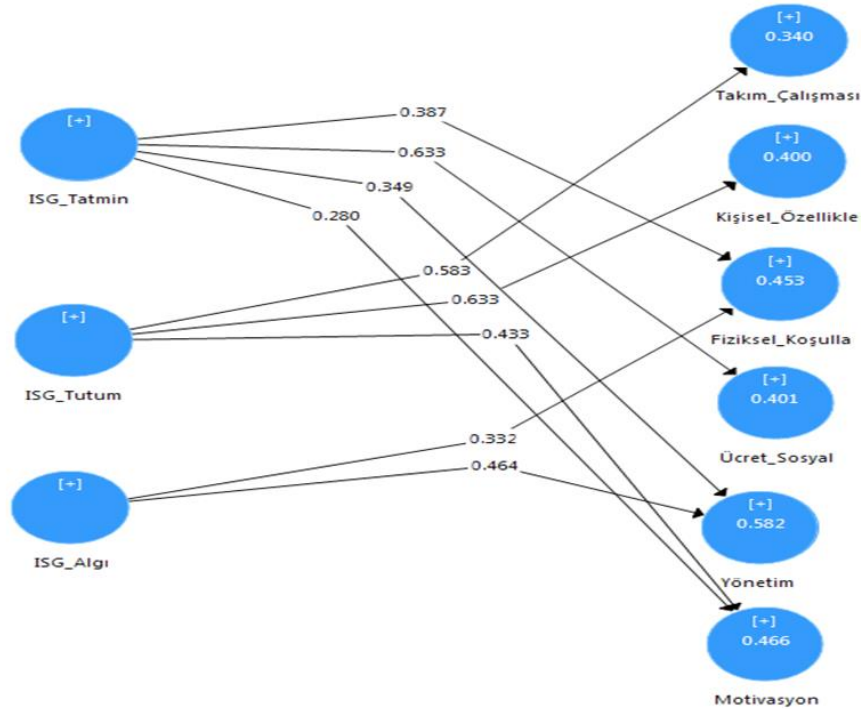 [+]
0.340
Takım_Çalışması
[+]
0.387
[+]
0.400
0.633
ISG_Tatmin
0.349
Kişisel_Özellikle
0.280
[+]
0.453
0.583
0.633
[+]
0.433
Fiziksel_Koşulla
ISG_Tutum
[+]
0.401
0.332
Ücret_Sosyal
0.464
[+]
[+]
0.582
ISG_Algı
Yönetim
[+]
0.466
Motivasyon